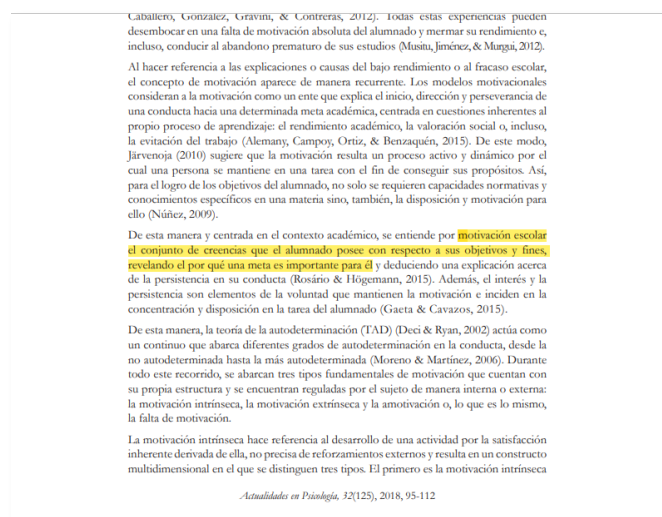 Caballero, González, Gravini, & Contreras, 2012). Todas estas experiencias pueden
desembocar en una falta de motivación absoluta del alumnado y mermar su rendimiento e,
incluso, conducir al abandono prematuro de sus estudios (Musitu, Jiménez, & Murgui, 2012).
Al hacer referencia a las explicaciones o causas del bajo rendimiento o al fracaso escolar,
el concepto de motivación aparece de manera recurrente. Los modelos motivacionales
consideran a la motivación como un ente que explica el inicio, dirección y perseverancia de
una conducta hacia una determinada meta académica, centrada en cuestiones inherentes al
propio proceso de aprendizaje: el rendimiento académico, la valoración social o, incluso,
la evitación del trabajo (Alemany, Campoy, Ortiz, & Benzaquén, 2015). De este modo,
Järvenoja (2010) sugiere que la motivación resulta un proceso activo y dinámico por el
cual una persona se mantiene en una tarea con el fin de conseguir sus propósitos. Así,
para el logro de los objetivos del alumnado, no solo se requieren capacidades normativas y
conocimientos específicos en una materia sino, también, la disposición y motivación para
ello (Núñez, 2009).
De esta manera y centrada en el contexto académico, se entiende por motivación escolar
el conjunto de creencias que el alumnado posee con respecto a sus objetivos y fines,
revelando el por qué una meta es importante para él y deduciendo una explicación acerca
de la persistencia en su conducta (Rosário & Högemann, 2015). Además, el interés y la
persistencia son elementos de la voluntad que mantienen la motivación e inciden en la
concentración y disposición en la tarea del alumnado (Gaeta & Cavazos, 2015).
De esta manera, la teoría de la autodeterminación (TAD) (Deci & Ryan, 2002) actúa como
un continuo que abarca diferentes grados de autodeterminación en la conducta, desde la
no autodeterminada hasta la más autodeterminada (Moreno & Martínez, 2006). Durante
todo este recorrido, se abarcan tres tipos fundamentales de motivación que cuentan con
su propia estructura y se encuentran reguladas por el sujeto de manera interna o externa:
la motivación intrínseca, la motivación extrínseca y la amotivación o, lo que es lo mismo,
la falta de motivación.
La motivación intrínseca hace referencia al desarrollo de una actividad por la satisfacción
inherente derivada de ella, no precisa de reforzamientos externos y resulta en un constructo
multidimensional en el que se distinguen tres tipos. El primero es la motivación intrínseca
Actualidades en Psicología, 32(125), 2018, 95-112